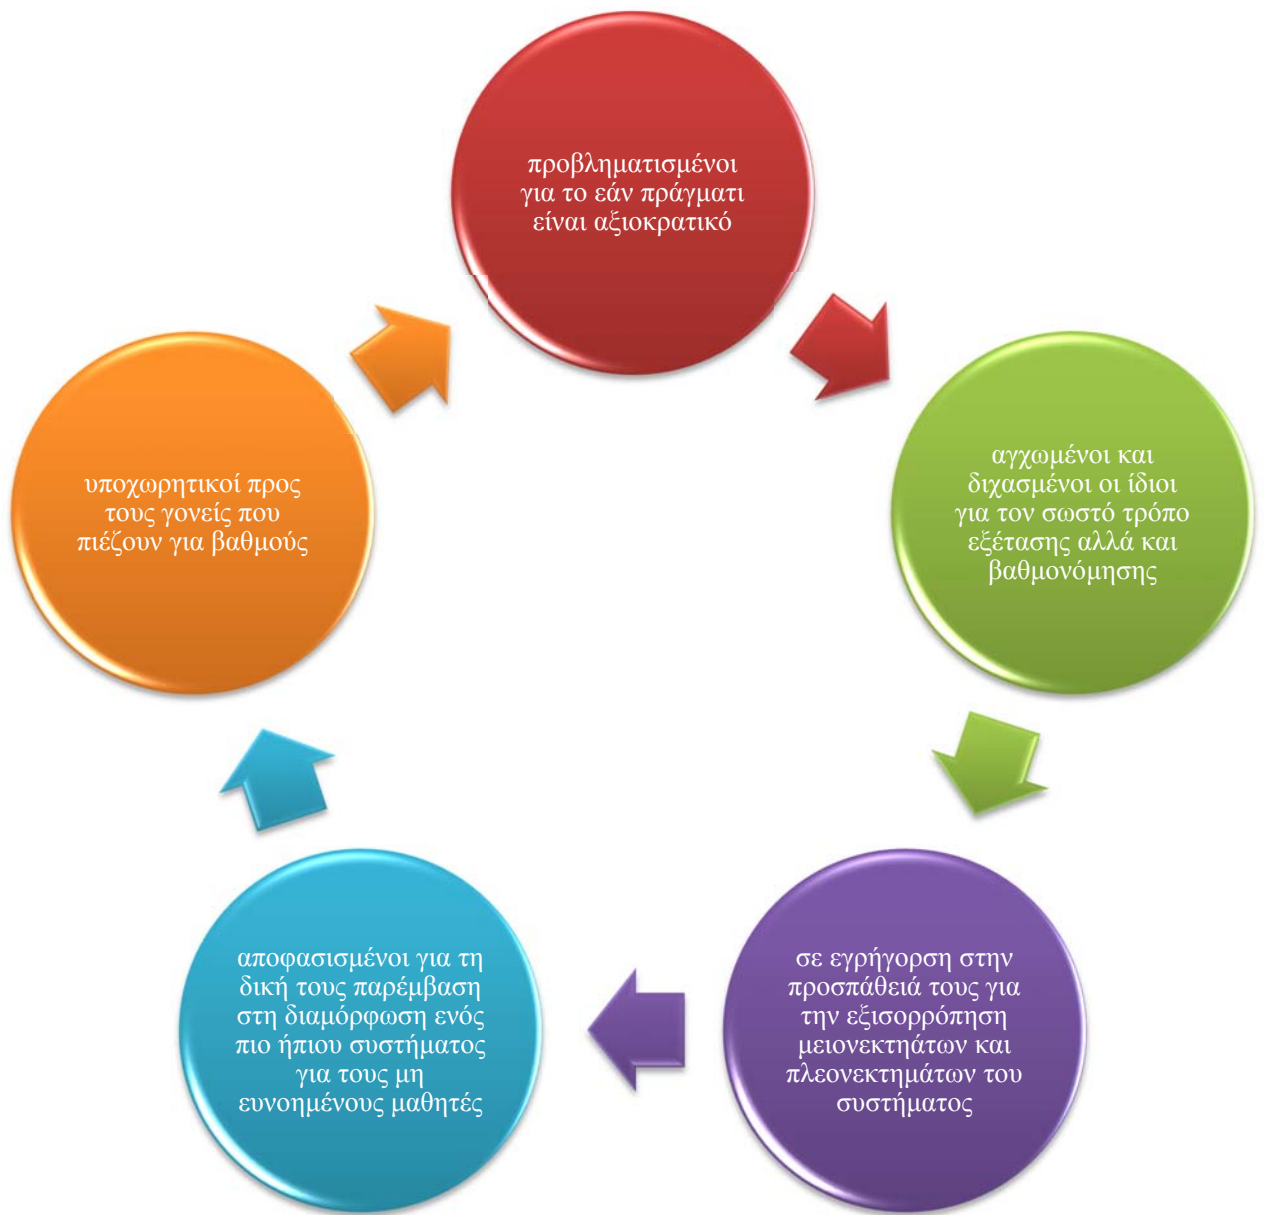 προβληματισμένοι
για το εάν πράγματι
είναι αξιοκρατικό
αγχωμένοι και
διχασμένοι οι ίδιοι
για τον σωστό τρόπο
εξέτασης αλλά και
βαθμονόμησης
σε εγρήγορση στην
προσπάθειά τους για
την εξισορρόπηση
μειονεκτηάτων και
πλεονεκτημάτων του
συστήματος
αποφασισμένοι για τη
δική τους παρέμβαση
στη διαμόρφωση ενός
πιο ήπιου συστήματος
για τους μη
ευνοημένους μαθητές
υποχωρητικοί προς
τους γονείς που
πιέζουν για βαθμούς